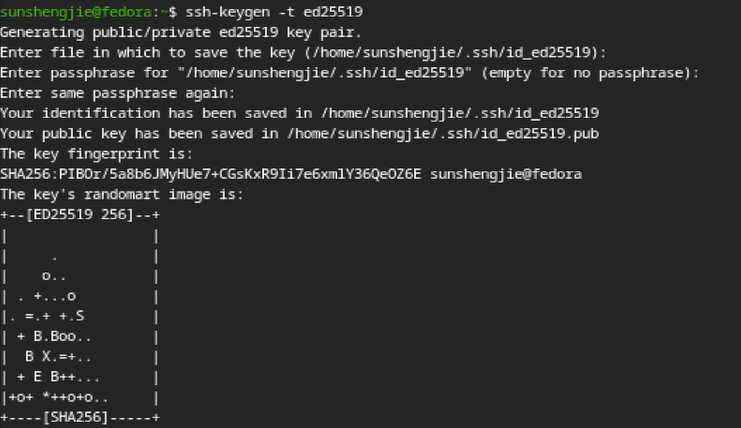 sunshengjie@fedora:~$ ssh-keygen -t ed25519
Generating public/private ed25519 key pair.
Enter file in which to save the key (/home/sunshengjie/.ssh/id_ed25519):
Enter passphrase for "/home/sunshengjie/.ssh/id_ed25519" (empty for no passphrase):
Enter same passphrase again:
Your identification has been saved in /home/sunshengjie/.ssh/id_ed25519
Your public key has been saved in /home/sunshengjie/.ssh/id_ed25519.pub
The key fingerprint is:
SHA256:PIBOr/5a8b6JMyHUe7+CGsKxR9Ii7e6xmlY36QeOZ6E sunshengjie@fedora
The key's randomart image is:
+--[ED25519 256]--+
|                 |
|     .           |
|    o..          |
| . +...o         |
|. =.+ +.S        |
| + B.Boo..       |
|  B X.=+..       |
| + E B++...      |
|+o+ *++o+o..     |
+----[SHA256]-----+